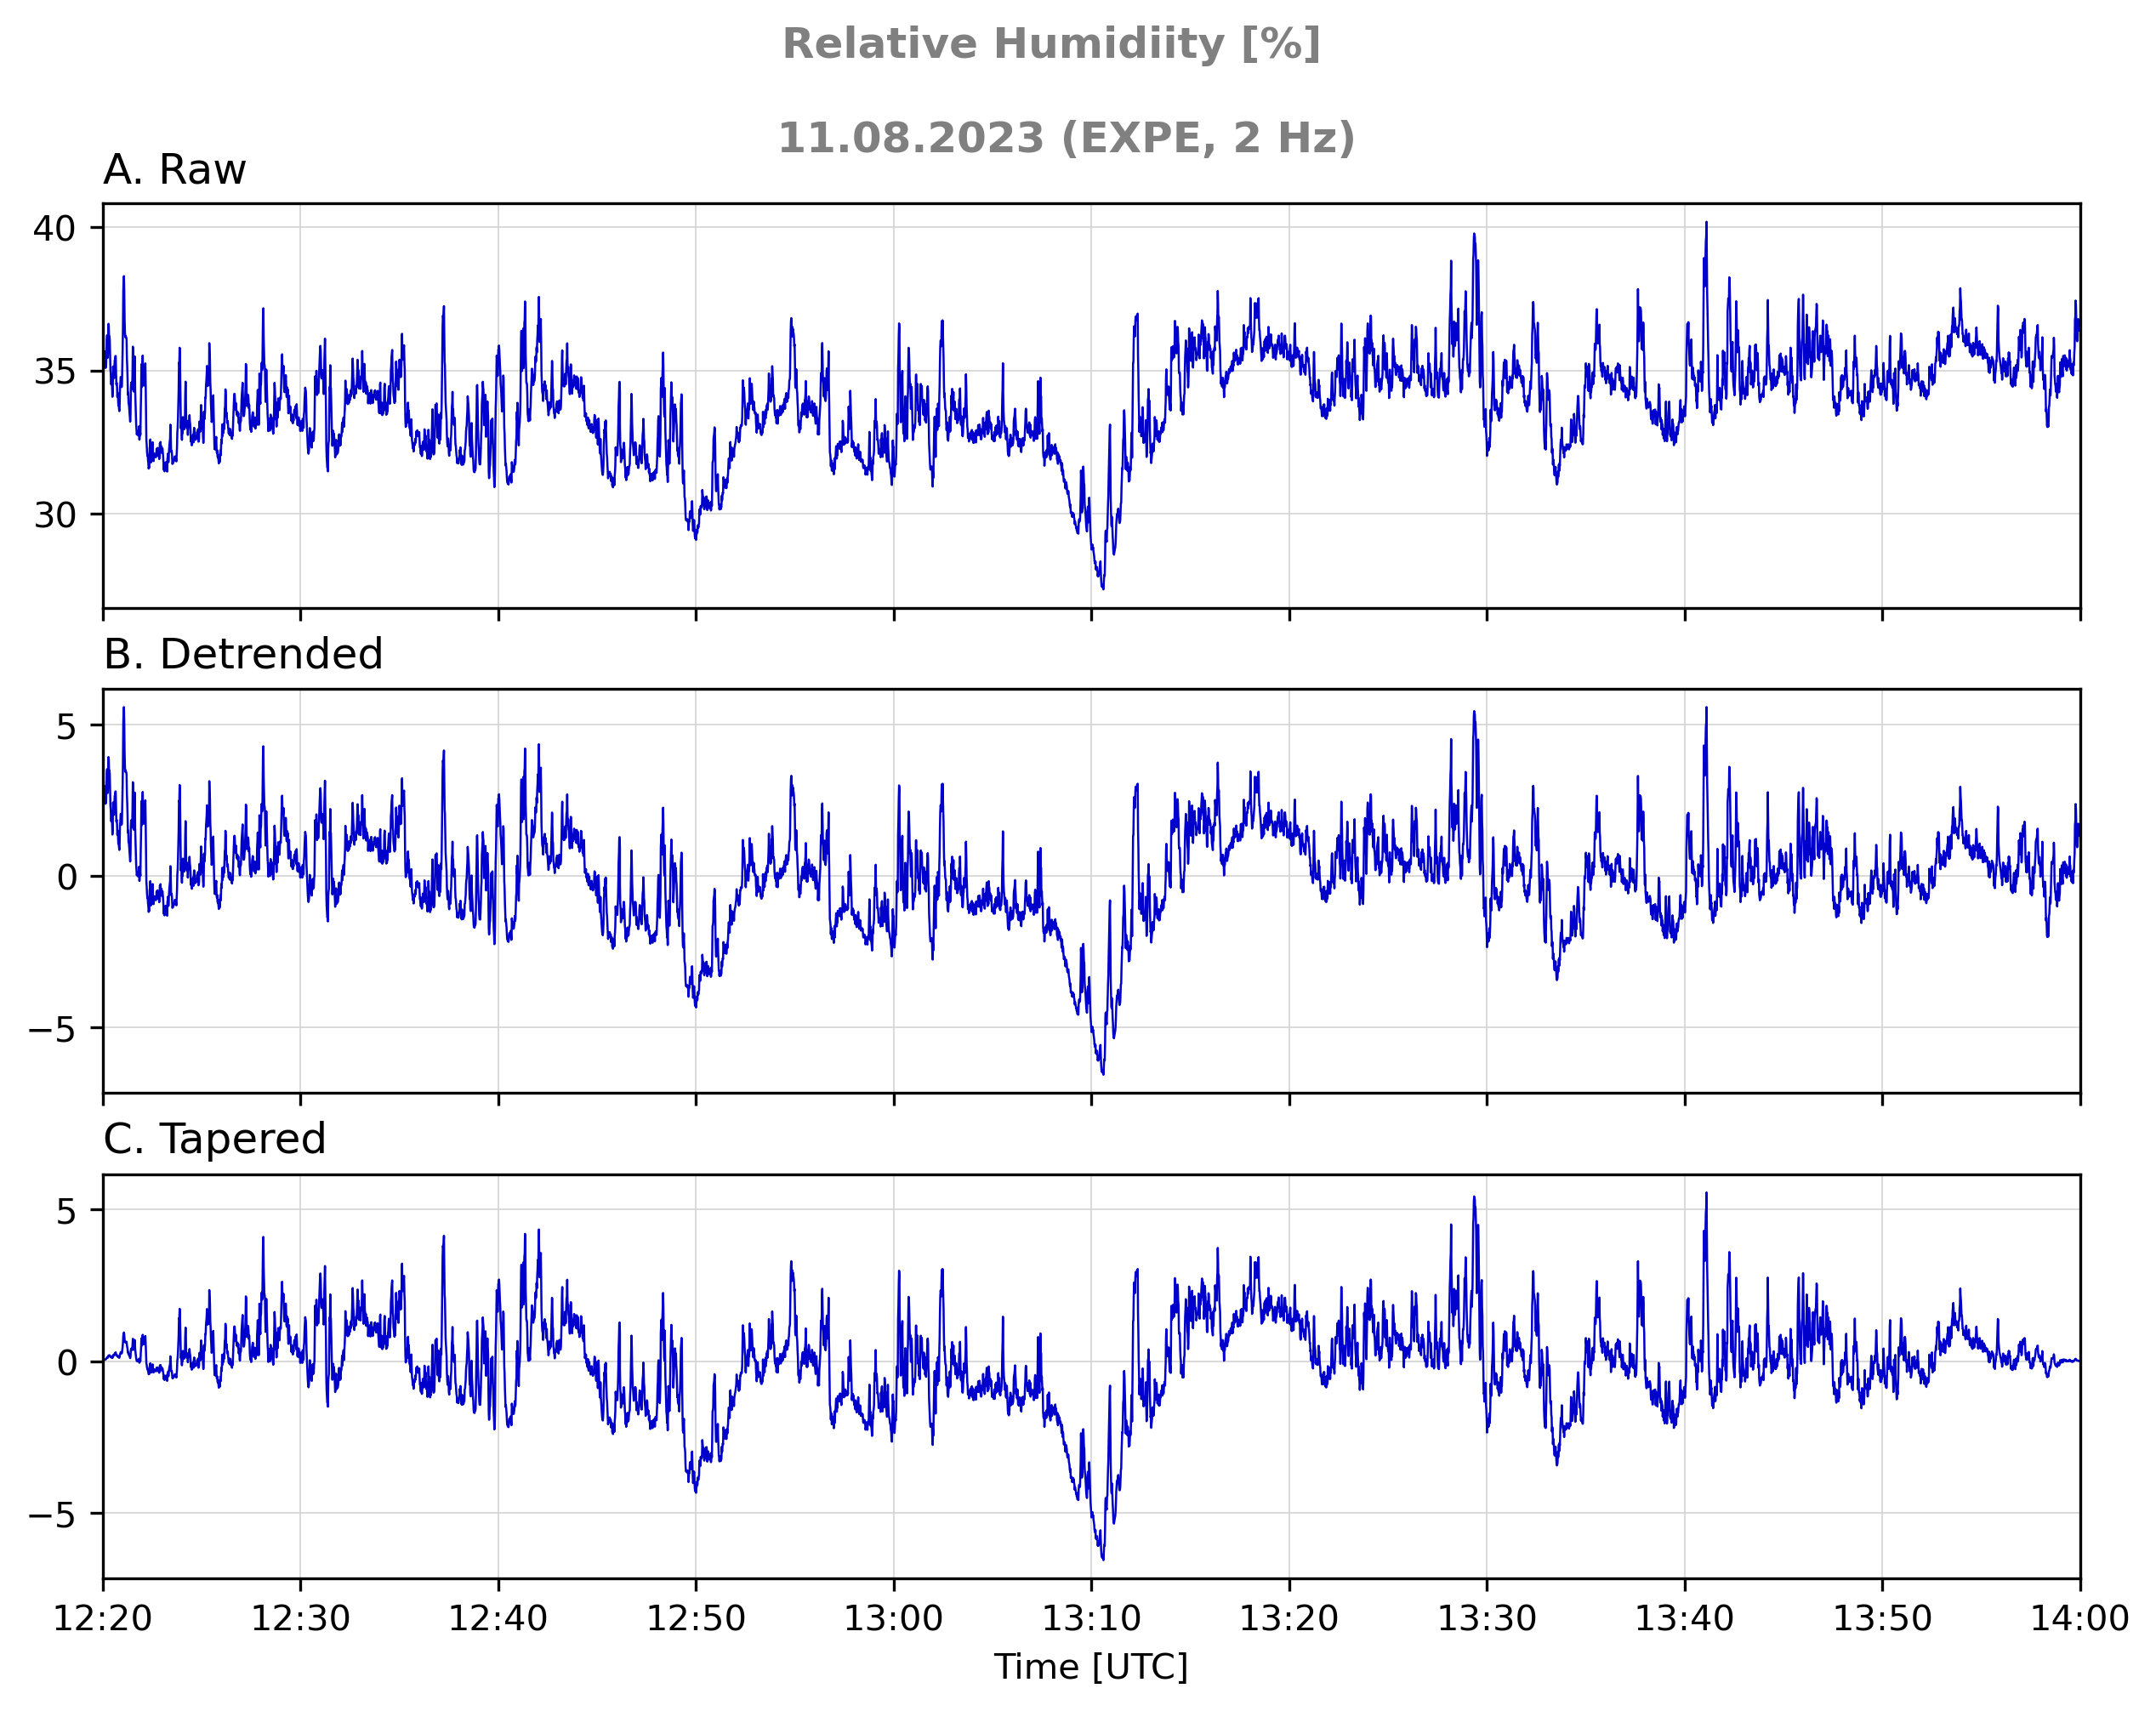 Relative Humidiity [%]
11.08.2023 (EXPE, 2 Hz)
A. Raw
40
35
30
B. Detrended
5
0
−5
C. Tapered
5
0
−5
12:20 12:30 12:40 12:50 13:00 13:10 13:20 13:30 13:40 13:50 14:00
Time [UTC]